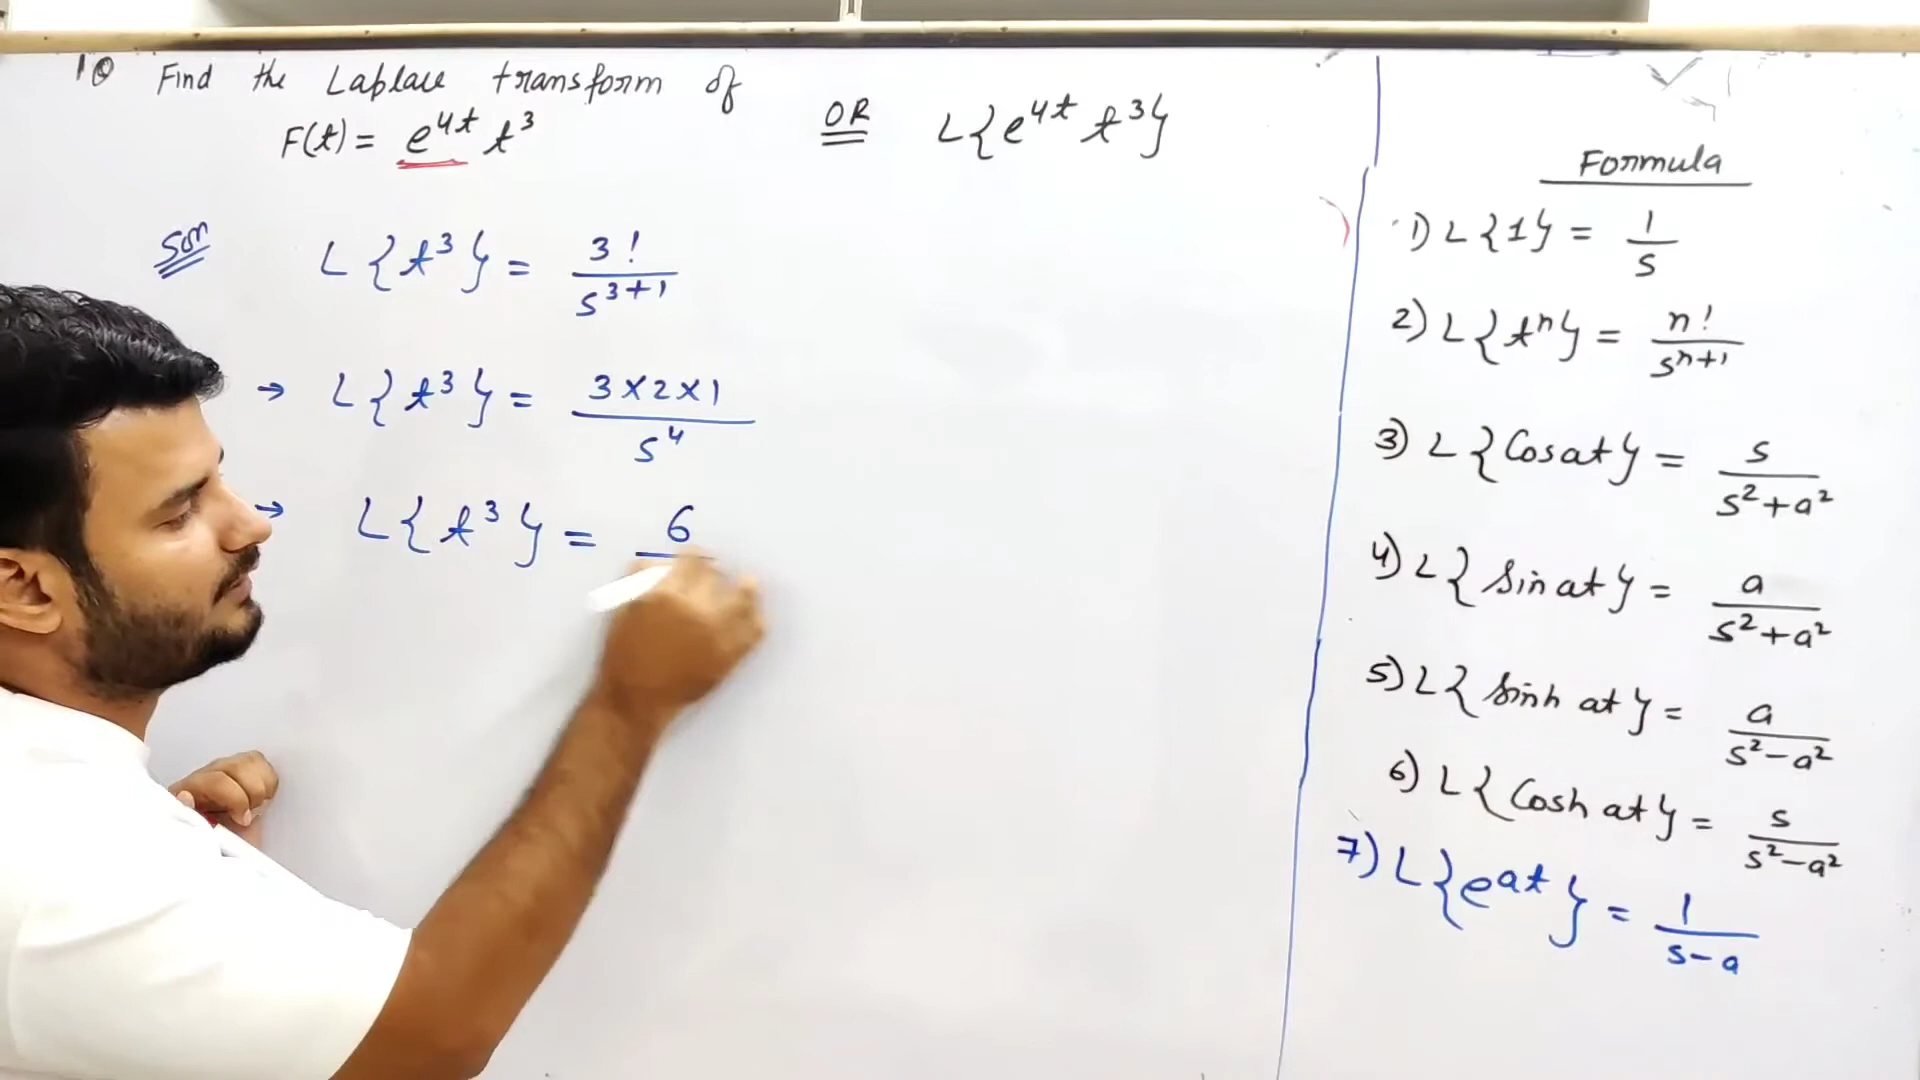 1Q Find the Laplace transform of
F(t) = e^{4t} t^3 OR L{e^{4t} t^3}
Soln L{t^3} = 3!/s^{3+1}
→ L{t^3} = 3×2×1/s^4
→ L{t^3} = 6
Formula
1) L{1} = 1/s
2) L{t^n} = n!/s^{n+1}
3) L{Cos at} = s/s^2+a^2
4) L{Sin at} = a/s^2+a^2
5) L{Sinh at} = a/s^2-a^2
6) L{Cosh at} = s/s^2-a^2
7) L{e^{at}} = 1/s-a